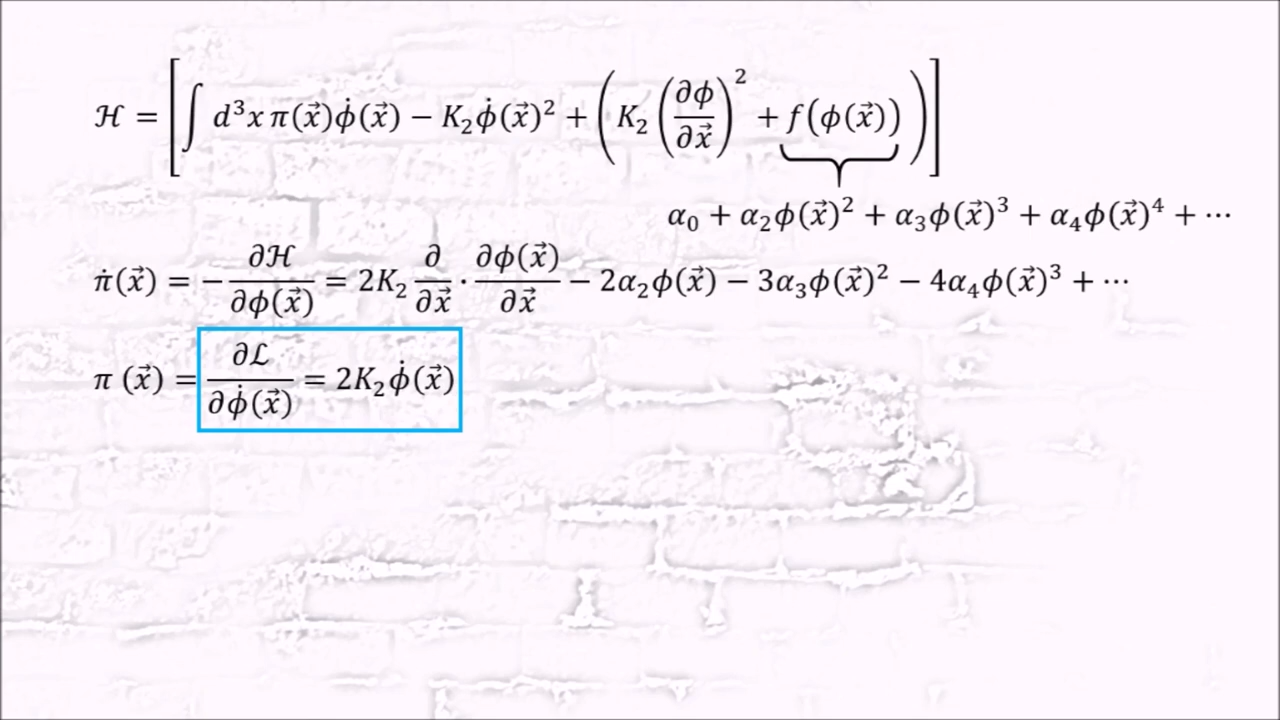 ℋ = [∫ d³x π(x⃗)ϕ̇(x⃗) − K₂ϕ̇(x⃗)² + (K₂(∂ϕ/∂x⃗)² + f(ϕ(x⃗)))]
α₀ + α₂ϕ(x⃗)² + α₃ϕ(x⃗)³ + α₄ϕ(x⃗)⁴ + ⋯
π̇(x⃗) = −∂ℋ/∂ϕ(x⃗) = 2K₂ ∂/∂x⃗ · ∂ϕ(x⃗)/∂x⃗ − 2α₂ϕ(x⃗) − 3α₃ϕ(x⃗)² − 4α₄ϕ(x⃗)³ + ⋯
π (x⃗) = ∂ℒ/∂ϕ̇(x⃗) = 2K₂ϕ̇(x⃗)